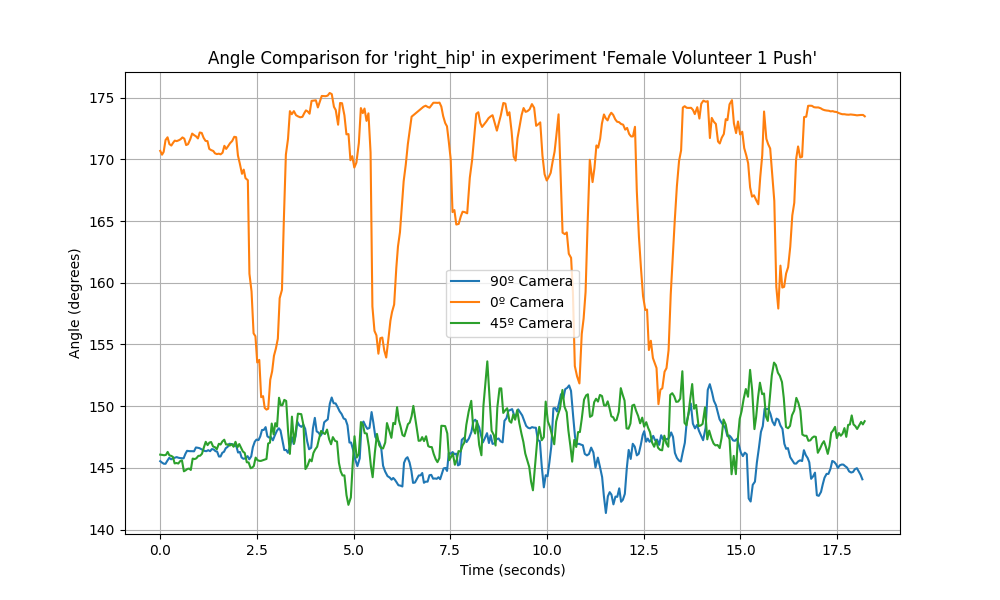 Angle Comparison for 'right_hip' in experiment 'Female Volunteer 1 Push'
175
170
165
160
155
150
145
140
Angle (degrees)
90º Camera
0º Camera
45º Camera
0.0 2.5 5.0 7.5 10.0 12.5 15.0 17.5
Time (seconds)